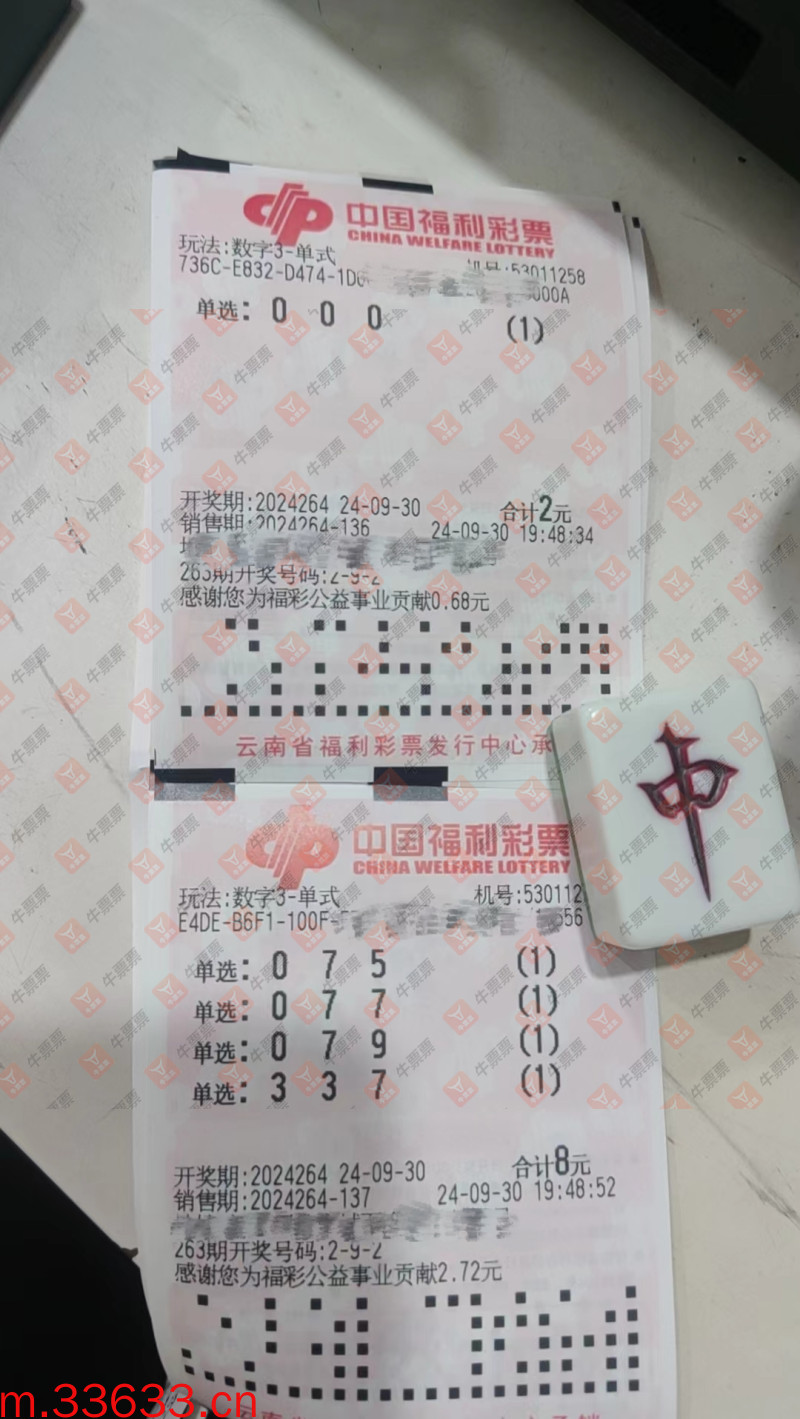 中国福利彩票
CHINA WELFARE LOTTERY
玩法:数字3-单式
机号:53011258
736C-E832-D474-1D
000A
单选: 0 0 0 (1)
开奖期:2024264 24-09-30 合计2元
销售期:2024264-136 24-09-30 19:48:34
263期开奖号码:2-9-2
感谢您为福彩公益事业贡献0.68元
云南省福利彩票发行中心承
中国福利彩票
CHINA WELFARE LOTTERY
玩法:数字3-单式 机号:530112
E4DE-B6F1-100F-
656
单选: 0 7 5 (1)
单选: 0 7 7 (1)
单选: 0 7 9 (1)
单选: 3 3 7 (1)
开奖期:2024264 24-09-30 合计8元
销售期:2024264-137 24-09-30 19:48:52
263期开奖号码:2-9-2
感谢您为福彩公益事业贡献2.72元
中
牛票票
m.33633.cn